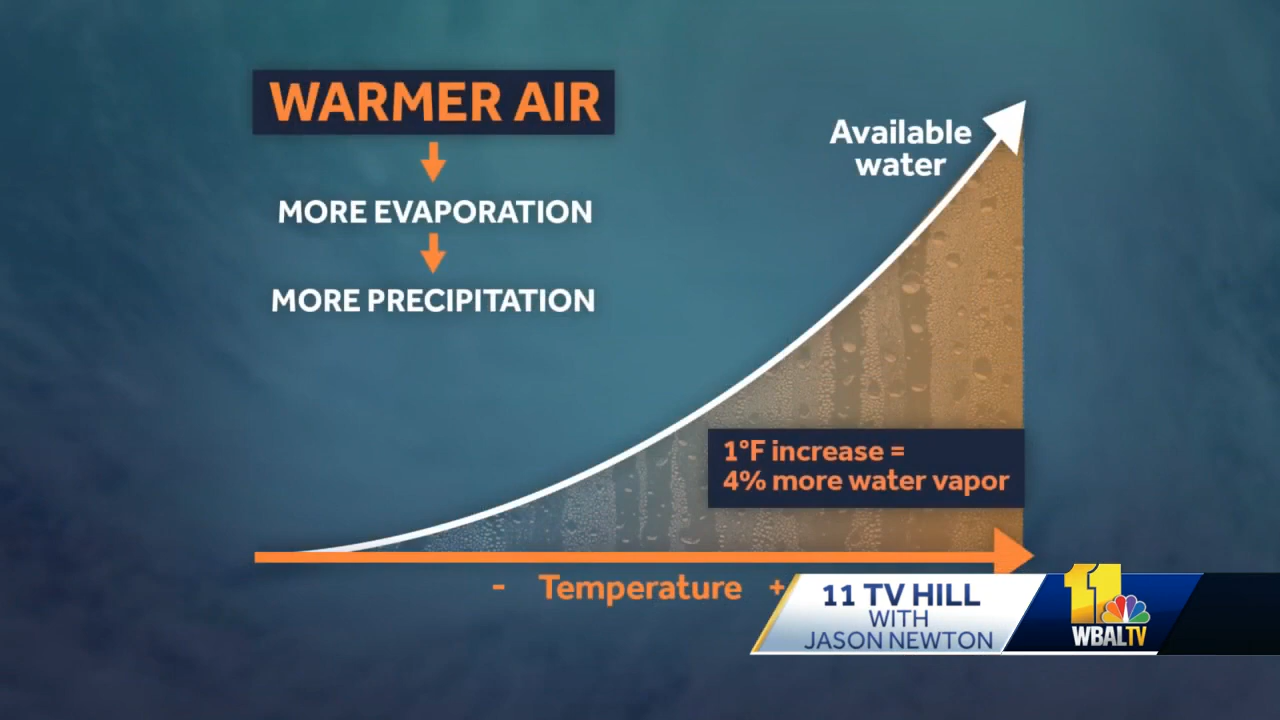 WARMER AIR
MORE EVAPORATION
MORE PRECIPITATION
Available
water
1°F increase =
4% more water vapor
- Temperature +
11 TV HILL
WITH
JASON NEWTON
11
WBALTV